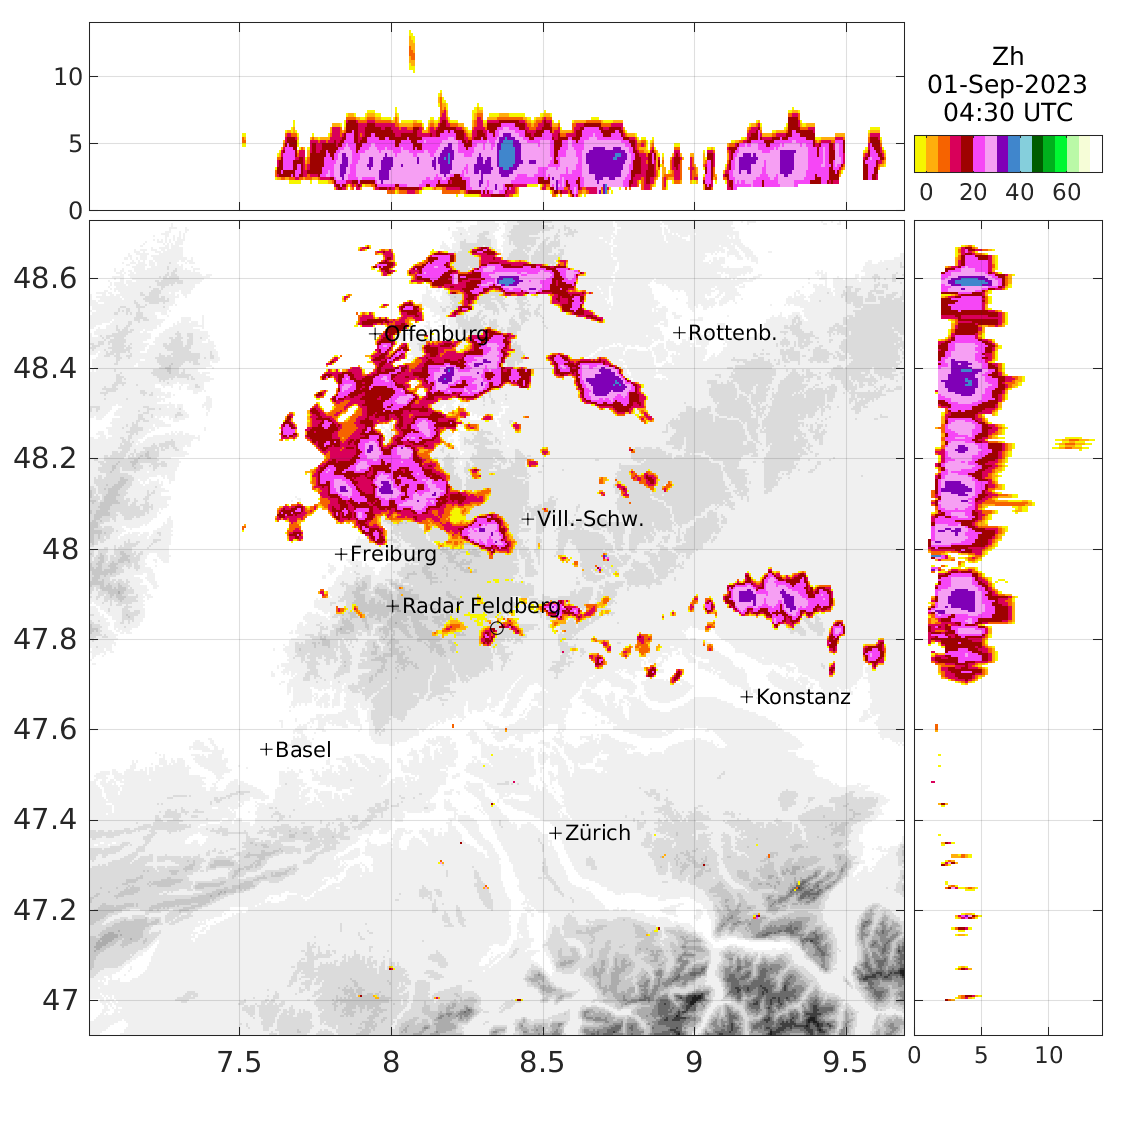 Zh
01-Sep-2023
04:30 UTC
0 20 40 60
10
5
0
48.6
48.4
48.2
48
47.8
47.6
47.4
47.2
47
Offenburg
Rottenb.
Vill.-Schw.
Freiburg
Radar Feldberg
Konstanz
Basel
Zürich
7.5 8 8.5 9 9.5
0 5 10